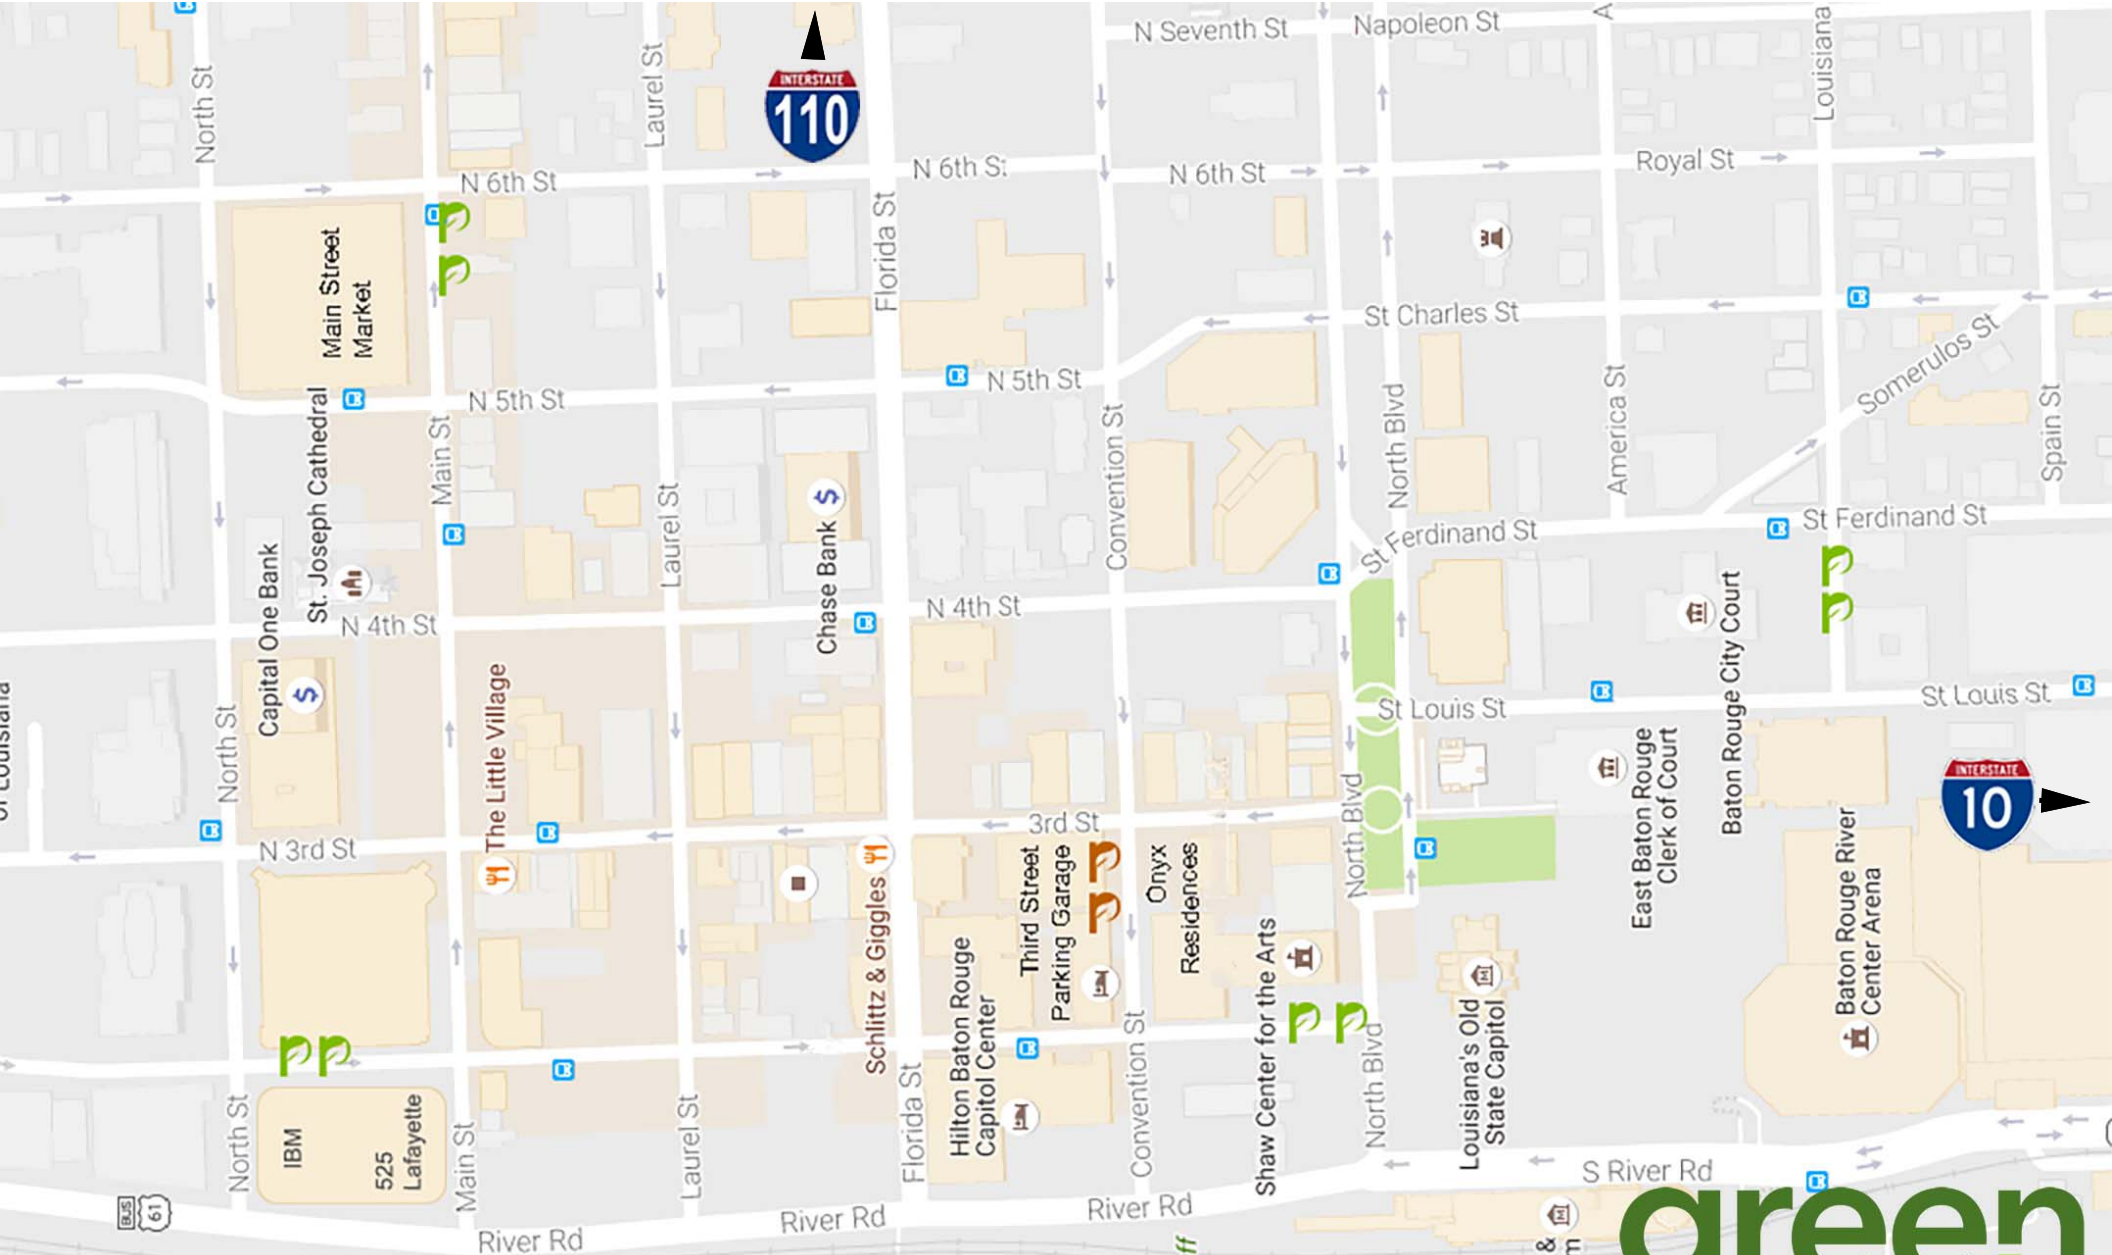 N Seventh St
Napoleon St
A
Louisiana
North St
Laurel St
INTERSTATE
110
N 6th St
N 6th St
N 6th St
Royal St
Florida St
Main Street
Market
St Charles St
Somerulos St
N 5th St
N 5th St
St. Joseph Cathedral
Main St
Convention St
North Blvd
America St
Spain St
Laurel St
$
Chase Bank
St Ferdinand St
St Ferdinand St
Capital One Bank
$
N 4th St
N 4th St
Baton Rouge City Court
St Louis St
St Louis St
North St
The Little Village
East Baton Rouge
Clerk of Court
INTERSTATE
10
North Blvd
3rd St
N 3rd St
Third Street
Parking Garage
Onyx
Residences
Schlittz & Giggles
Hilton Baton Rouge
Capitol Center
Shaw Center for the Arts
Louisiana's Old
State Capitol
Baton Rouge River
Center Arena
IBM
525
Lafayette
North St
Main St
Laurel St
Florida St
Convention St
North Blvd
BUS
61
River Rd
River Rd
River Rd
S River Rd
&
green